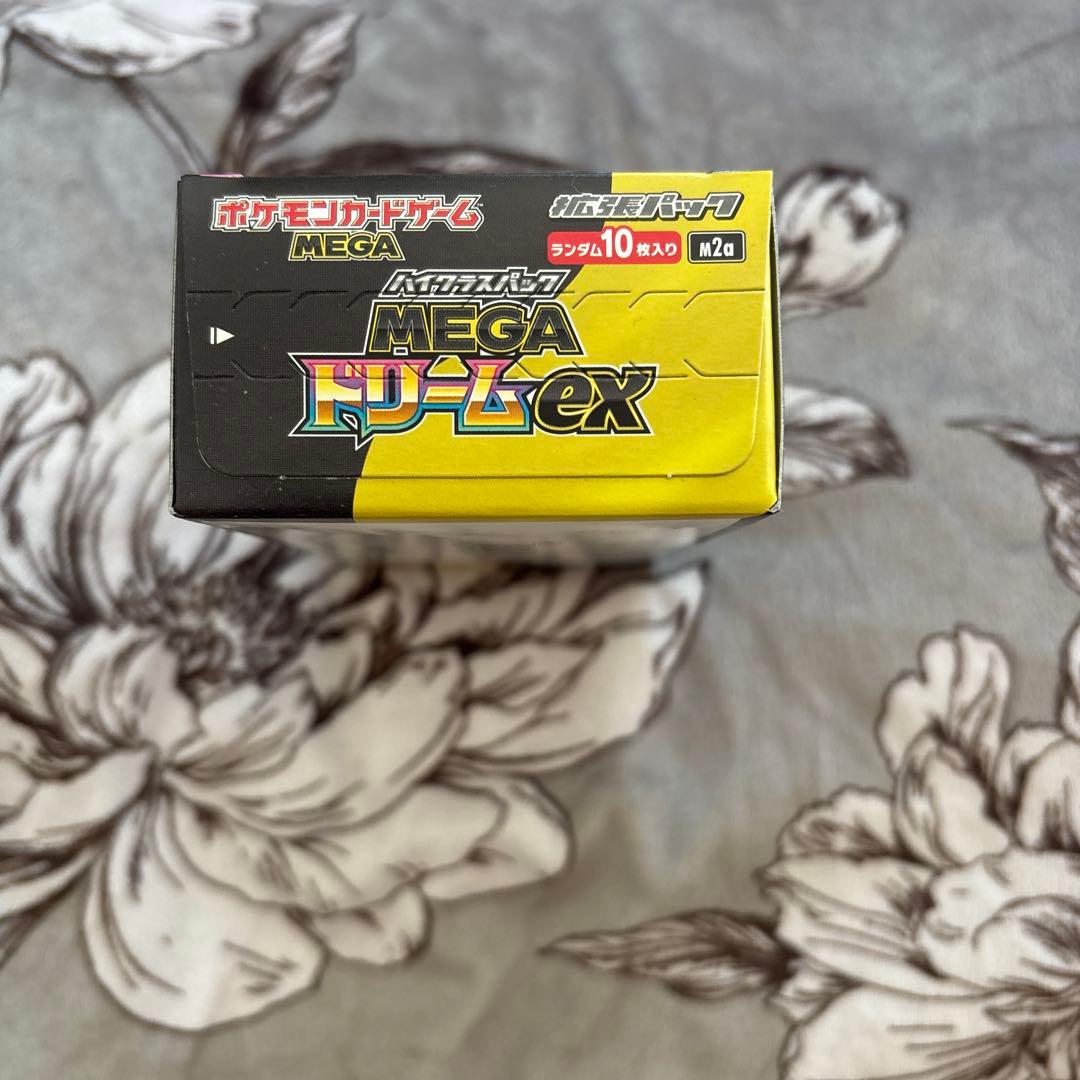 ポケモンカードゲーム
MEGA
拡張パック
ランダム10枚入り M2a
ハイクラスパック
MEGA
ドリームex